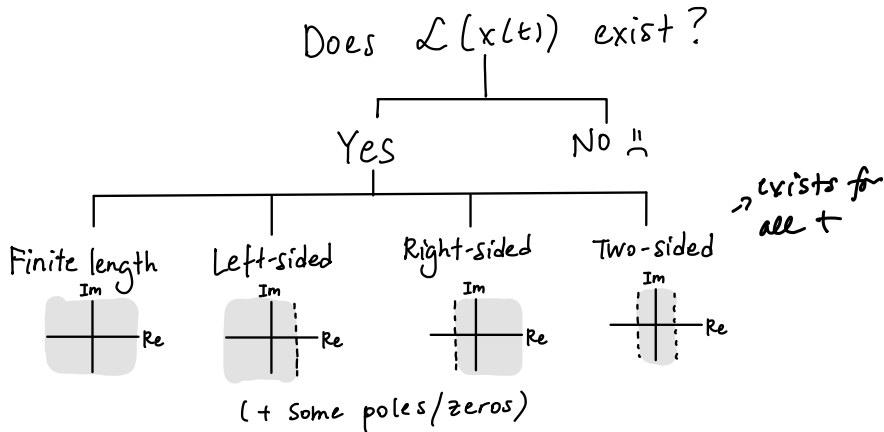 Does ℒ(x(t)) exist?
Yes
No
exists for
all t
Finite length
Left-sided
Right-sided
Two-sided
Im
Re
Im
Re
Im
Re
Im
Re
(+ some poles/zeros)